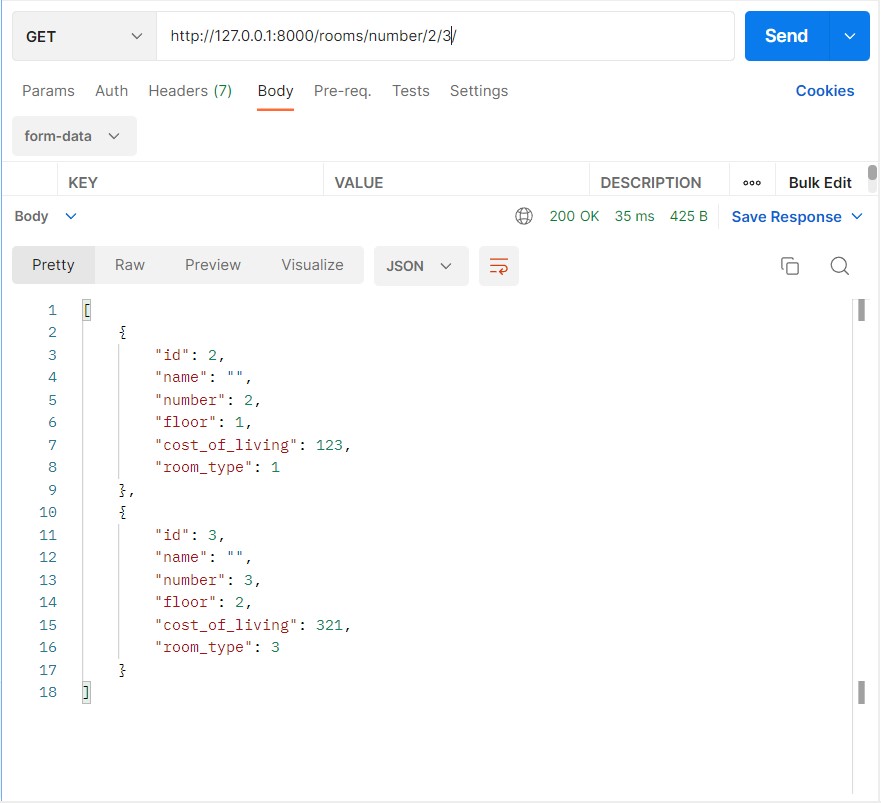 GET http://127.0.0.1:8000/rooms/number/2/3/ Send
Params Auth Headers (7) Body Pre-req. Tests Settings Cookies
form-data
KEY VALUE DESCRIPTION ooo Bulk Edit
Body 200 OK 35 ms 425 B Save Response
Pretty Raw Preview Visualize JSON
1 [
2 {
3 "id": 2,
4 "name": "",
5 "number": 2,
6 "floor": 1,
7 "cost_of_living": 123,
8 "room_type": 1
9 },
10 {
11 "id": 3,
12 "name": "",
13 "number": 3,
14 "floor": 2,
15 "cost_of_living": 321,
16 "room_type": 3
17 }
18 ]